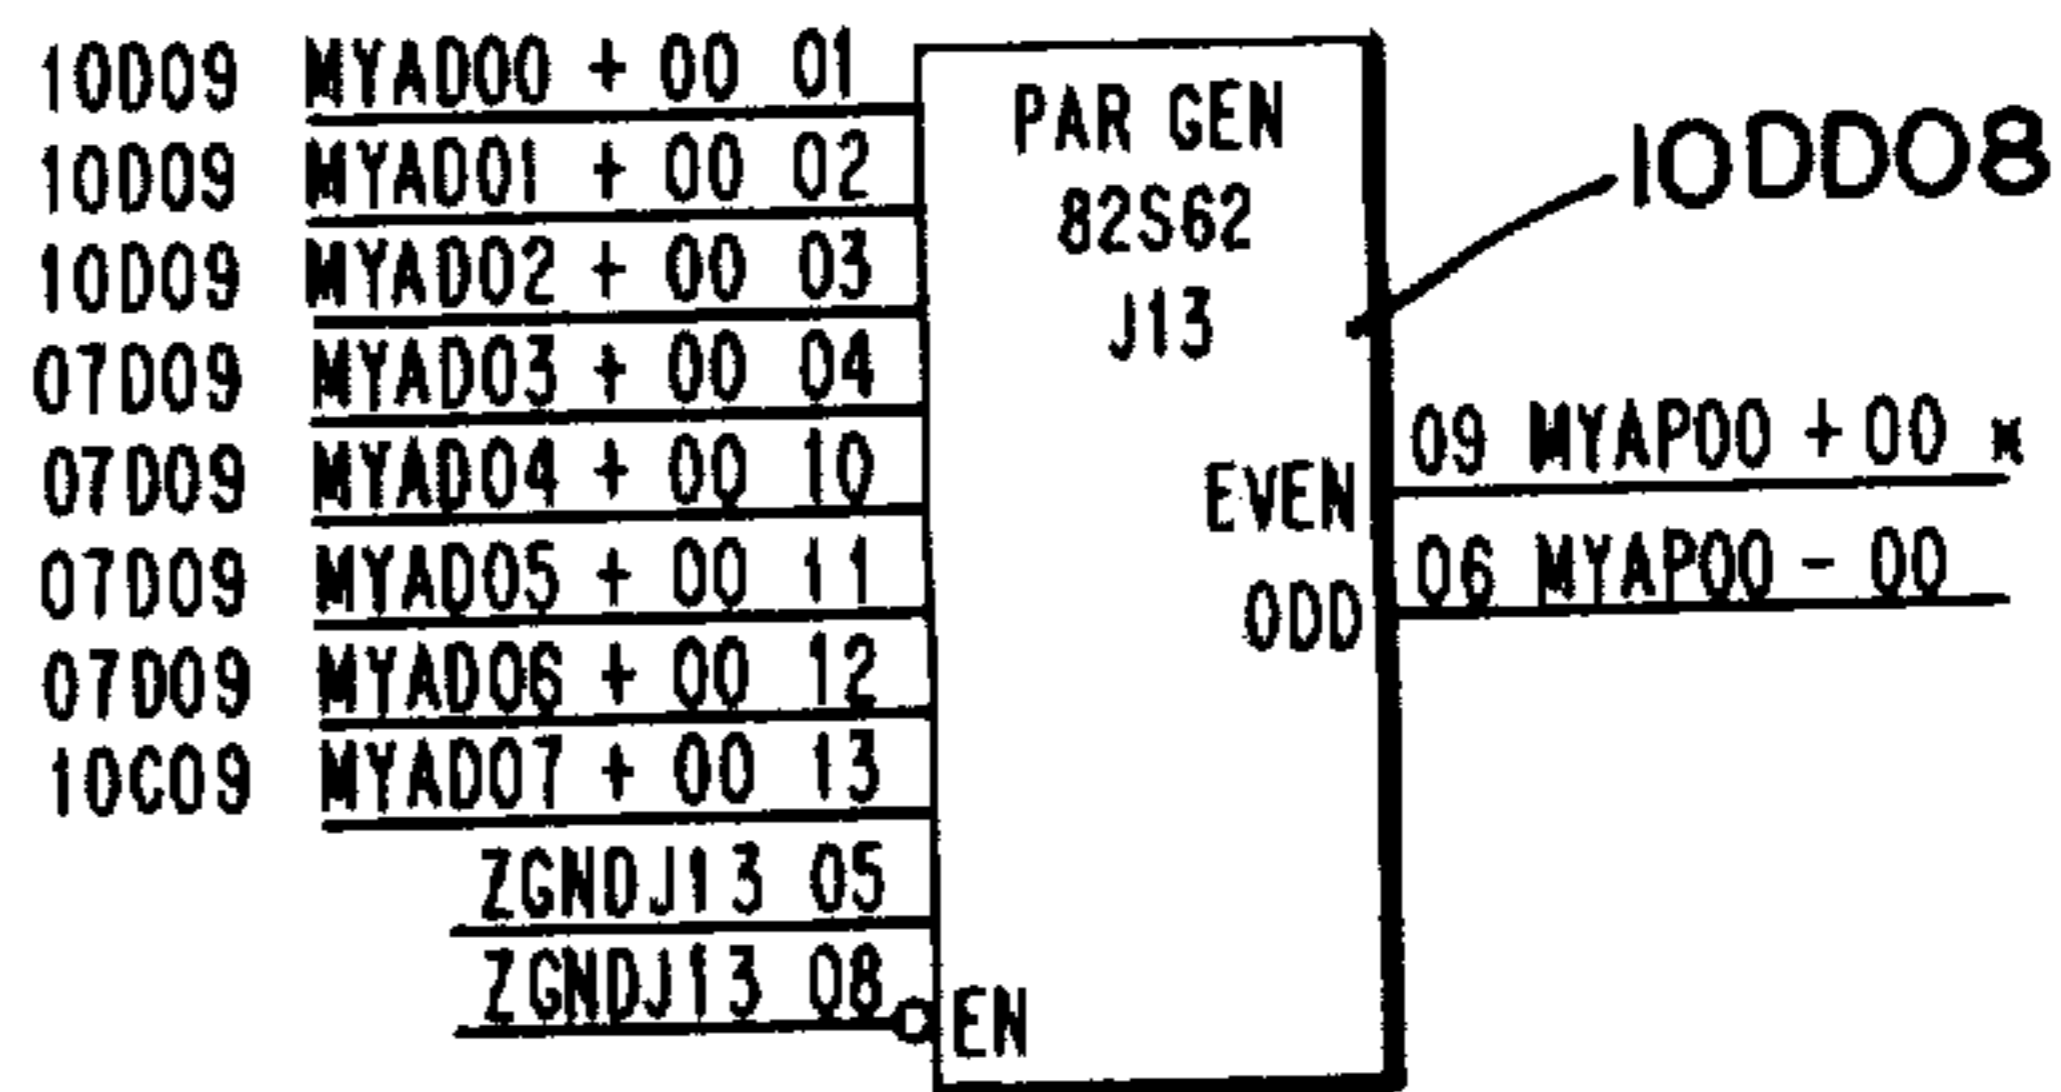 10D09 MYAD00 + 00 01
10D09 MYAD01 + 00 02
10D09 MYAD02 + 00 03
07D09 MYAD03 + 00 04
07D09 MYAD04 + 00 10
07D09 MYAD05 + 00 11
07D09 MYAD06 + 00 12
10C09 MYAD07 + 00 13
ZGNDJ13 05
ZGNDJ13 08
PAR GEN
82S62
J13
EN
EVEN
ODD
10DD08
09 MYAP00 + 00 *
06 MYAP00 - 00